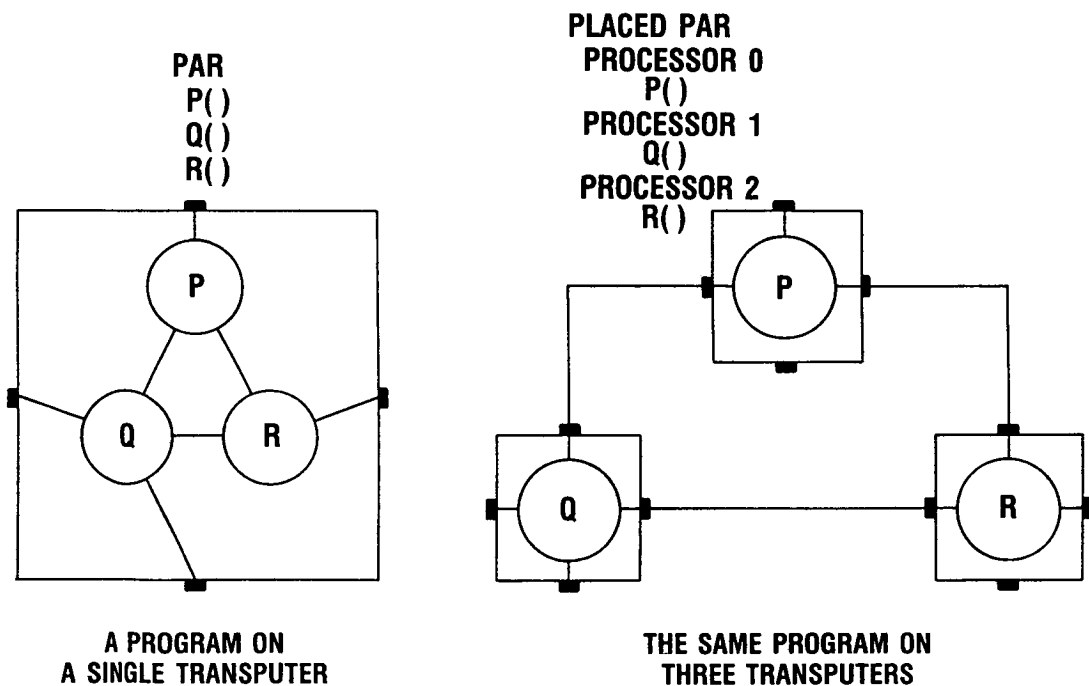 PAR
P( )
Q( )
R( )
P
Q
R
A PROGRAM ON
A SINGLE TRANSPUTER
PLACED PAR
PROCESSOR 0
P( )
PROCESSOR 1
Q( )
PROCESSOR 2
R( )
P
Q
R
THE SAME PROGRAM ON
THREE TRANSPUTERS